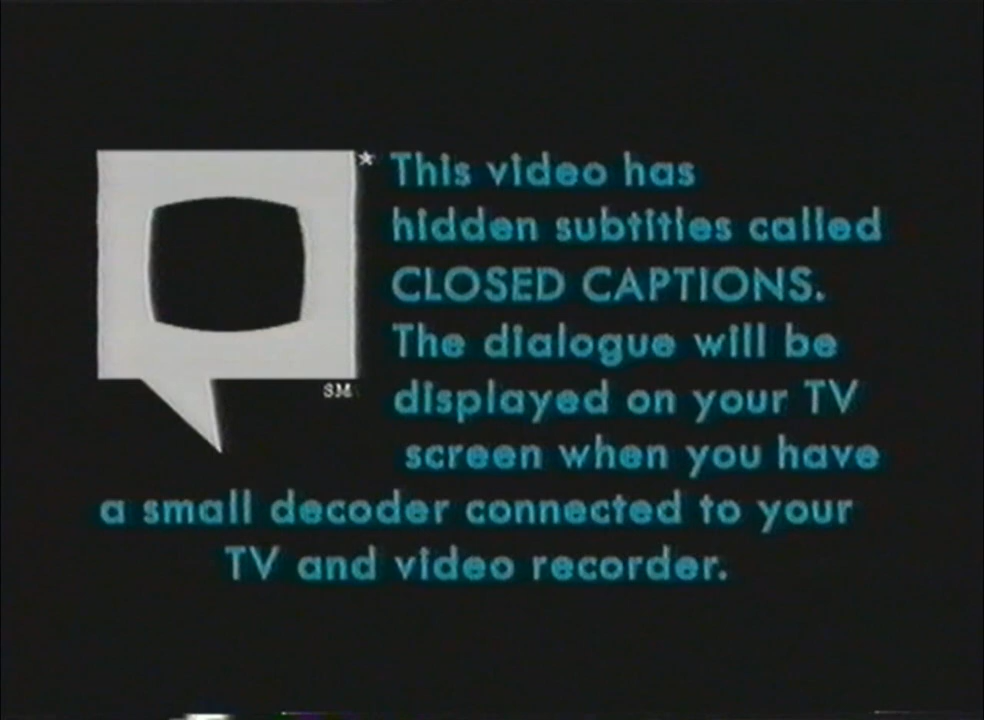 * This video has
hidden subtitles called
CLOSED CAPTIONS.
The dialogue will be
displayed on your TV
SM
screen when you have
a small decoder connected to your
TV and video recorder.